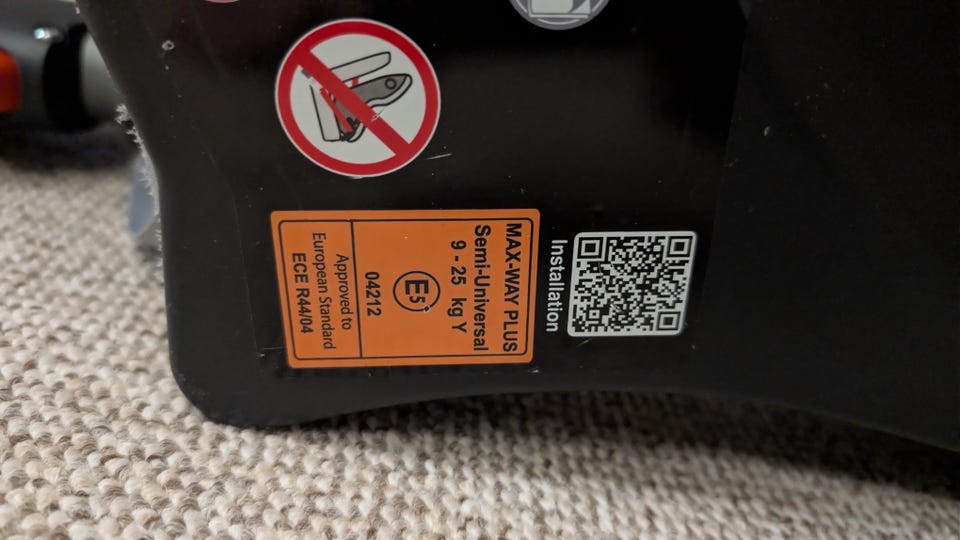 MAX-WAY PLUS
Semi-Universal
9 - 25 kg Y
E5
04212
Approved to
European Standard
ECE R44/04
Installation